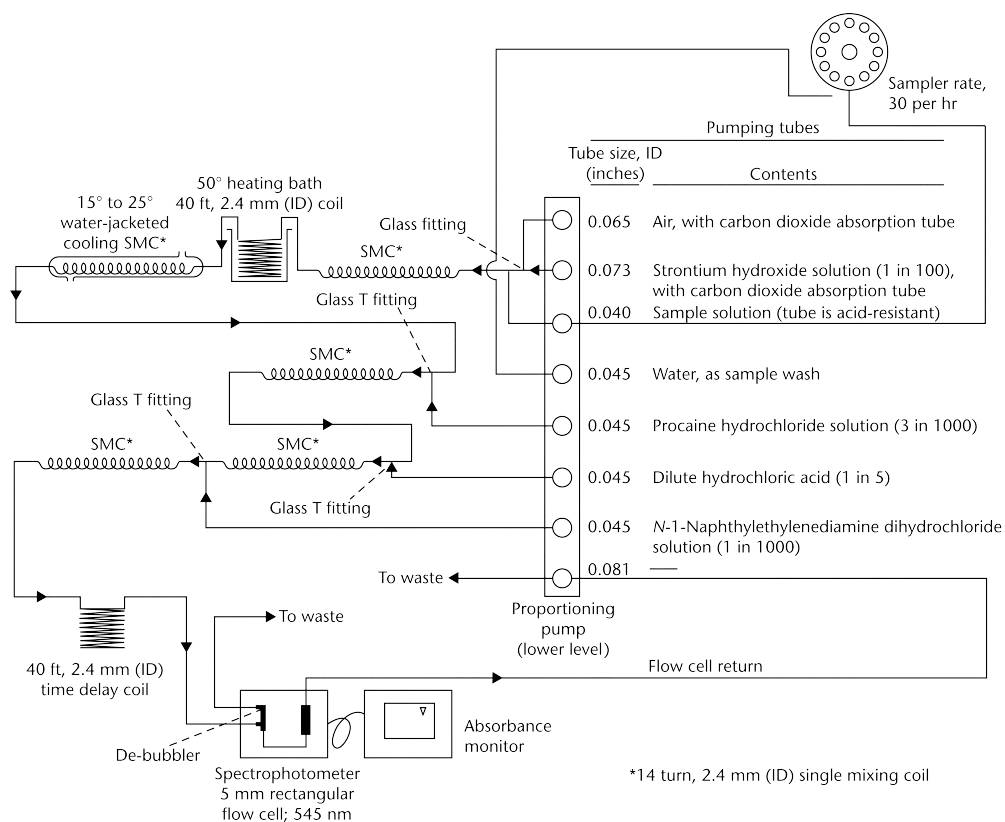 Sampler rate,
30 per hr
Pumping tubes
Tube size, ID
(inches)
Contents
50° heating bath
40 ft, 2.4 mm (ID) coil
15° to 25°
water-jacketed
cooling SMC*
Glass fitting
SMC*
0.065 Air, with carbon dioxide absorption tube
0.073 Strontium hydroxide solution (1 in 100),
with carbon dioxide absorption tube
0.040 Sample solution (tube is acid-resistant)
Glass T fitting
SMC*
0.045 Water, as sample wash
Glass T fitting
0.045 Procaine hydrochloride solution (3 in 1000)
SMC*
SMC*
0.045 Dilute hydrochloric acid (1 in 5)
Glass T fitting
0.045 N-1-Naphthylethylenediamine dihydrochloride
solution (1 in 1000)
0.081
To waste
Proportioning
pump
(lower level)
To waste
40 ft, 2.4 mm (ID)
time delay coil
Flow cell return
De-bubbler
Absorbance
monitor
Spectrophotometer
5 mm rectangular
flow cell; 545 nm
*14 turn, 2.4 mm (ID) single mixing coil